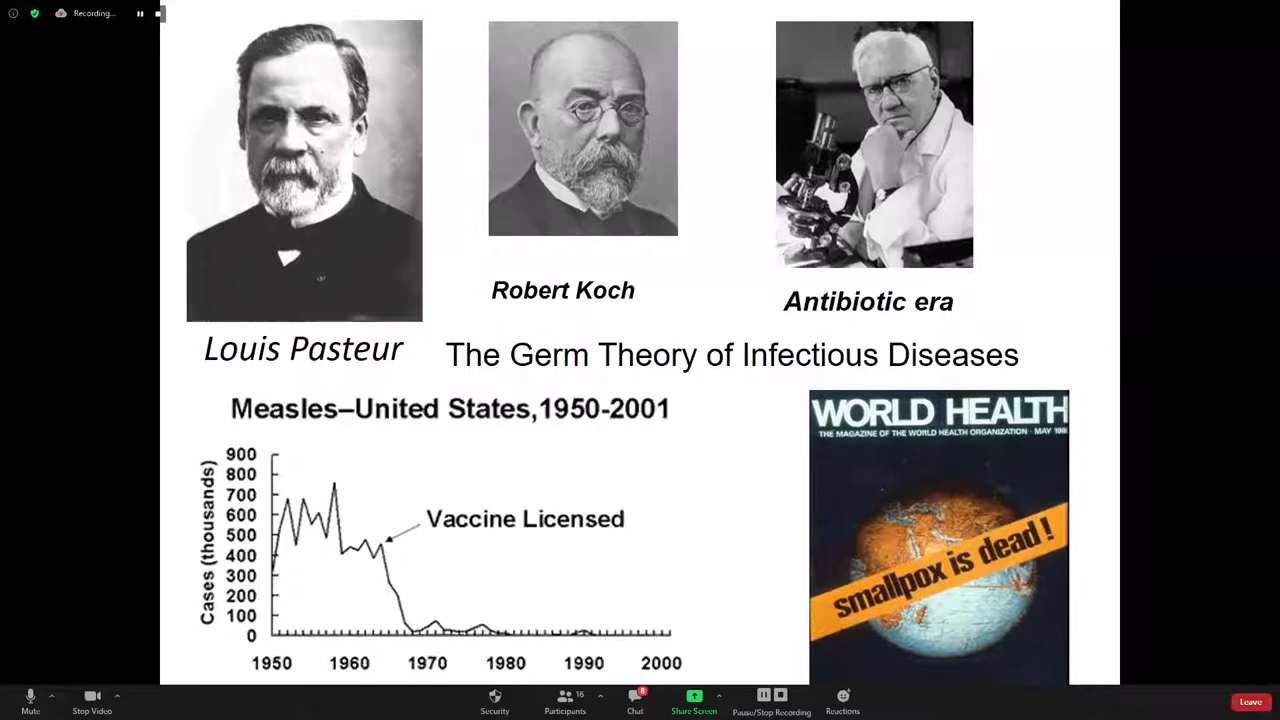 Recording...
Robert Koch
Antibiotic era
Louis Pasteur
The Germ Theory of Infectious Diseases
Measles–United States,1950-2001
Cases (thousands)
900
800
700
600
500
400
300
200
100
0
Vaccine Licensed
1950 1960 1970 1980 1990 2000
WORLD HEALTH
THE MAGAZINE OF THE WORLD HEALTH ORGANIZATION · MAY
smallpox is dead!
Mute
Stop Video
Security
Participants
16
Chat
8
Share Screen
Pause/Stop Recording
Reactions
Leave